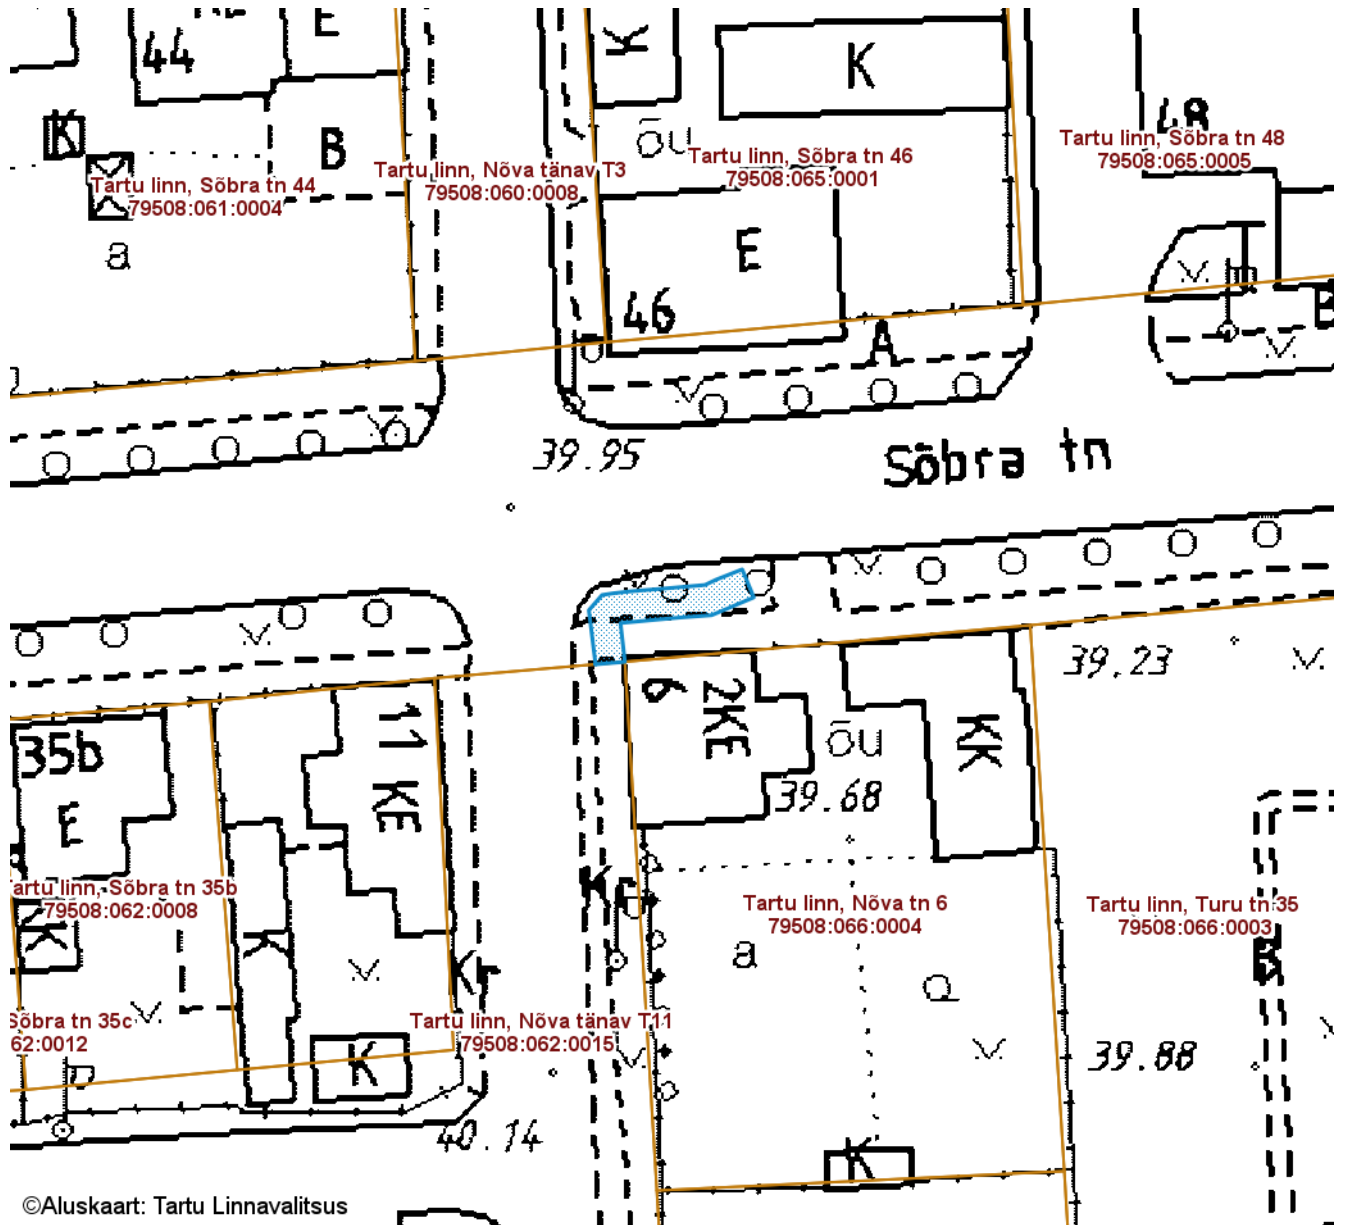 E
44
K
K
K
õu
48
B
Tartu linn, Sõbra tn 44
79508:061:0004
Tartu linn, Nõva tänav T3
79508:060:0008
Tartu linn, Sõbra tn 46
79508:065:0001
Tartu linn, Sõbra tn 48
79508:065:0005
a
E
46
A
B
39.95
Sõbra tn
39.23
6
2KE
õu
KK
11 KE
35b
E
39.68
Kr
artu linn, Sõbra tn 35b
79508:062:0008
Tartu linn, Nõva tn 6
79508:066:0004
Tartu linn, Turu tn 35
79508:066:0003
K
K
a
Kr
K
Sõbra tn 35c
62:0012
Tartu linn, Nõva tänav T11
79508:062:0015
K
39.88
40.14
K
©Aluskaart: Tartu Linnavalitsus